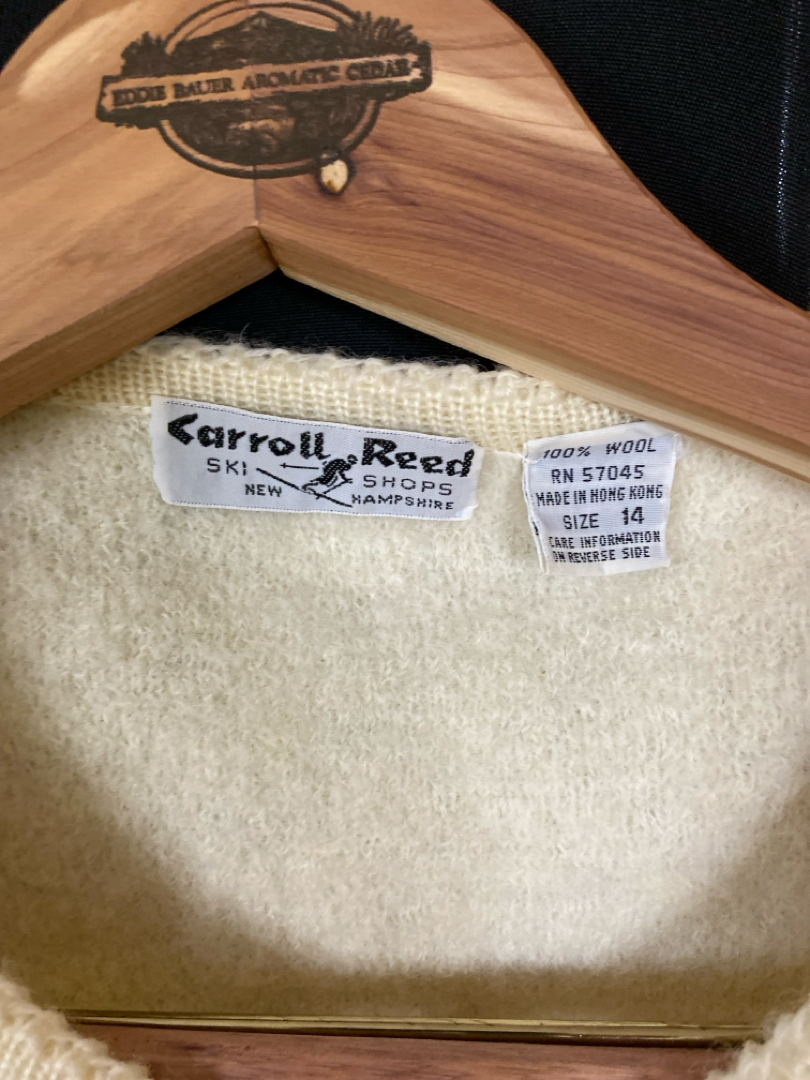 EDDIE BAUER AROMATIC CEDAR
Carroll Reed
SKI SHOPS
NEW HAMPSHIRE
100% WOOL
RN 57045
MADE IN HONG KONG
SIZE 14
CARE INFORMATION
ON REVERSE SIDE